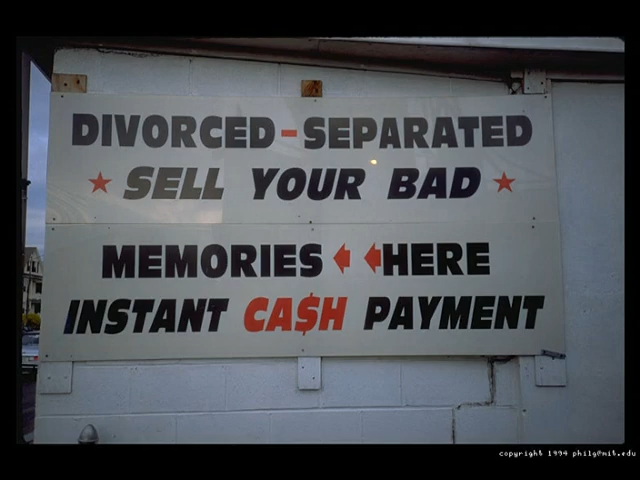 DIVORCED-SEPARATED
SELL YOUR BAD
MEMORIES HERE
INSTANT CA$H PAYMENT
copyright 1994 philg@mit.edu